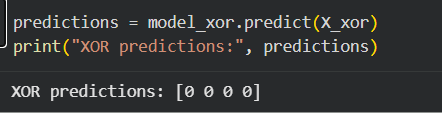 predictions = model_xor.predict(X_xor)
print("XOR predictions:", predictions)
XOR predictions: [0 0 0 0]